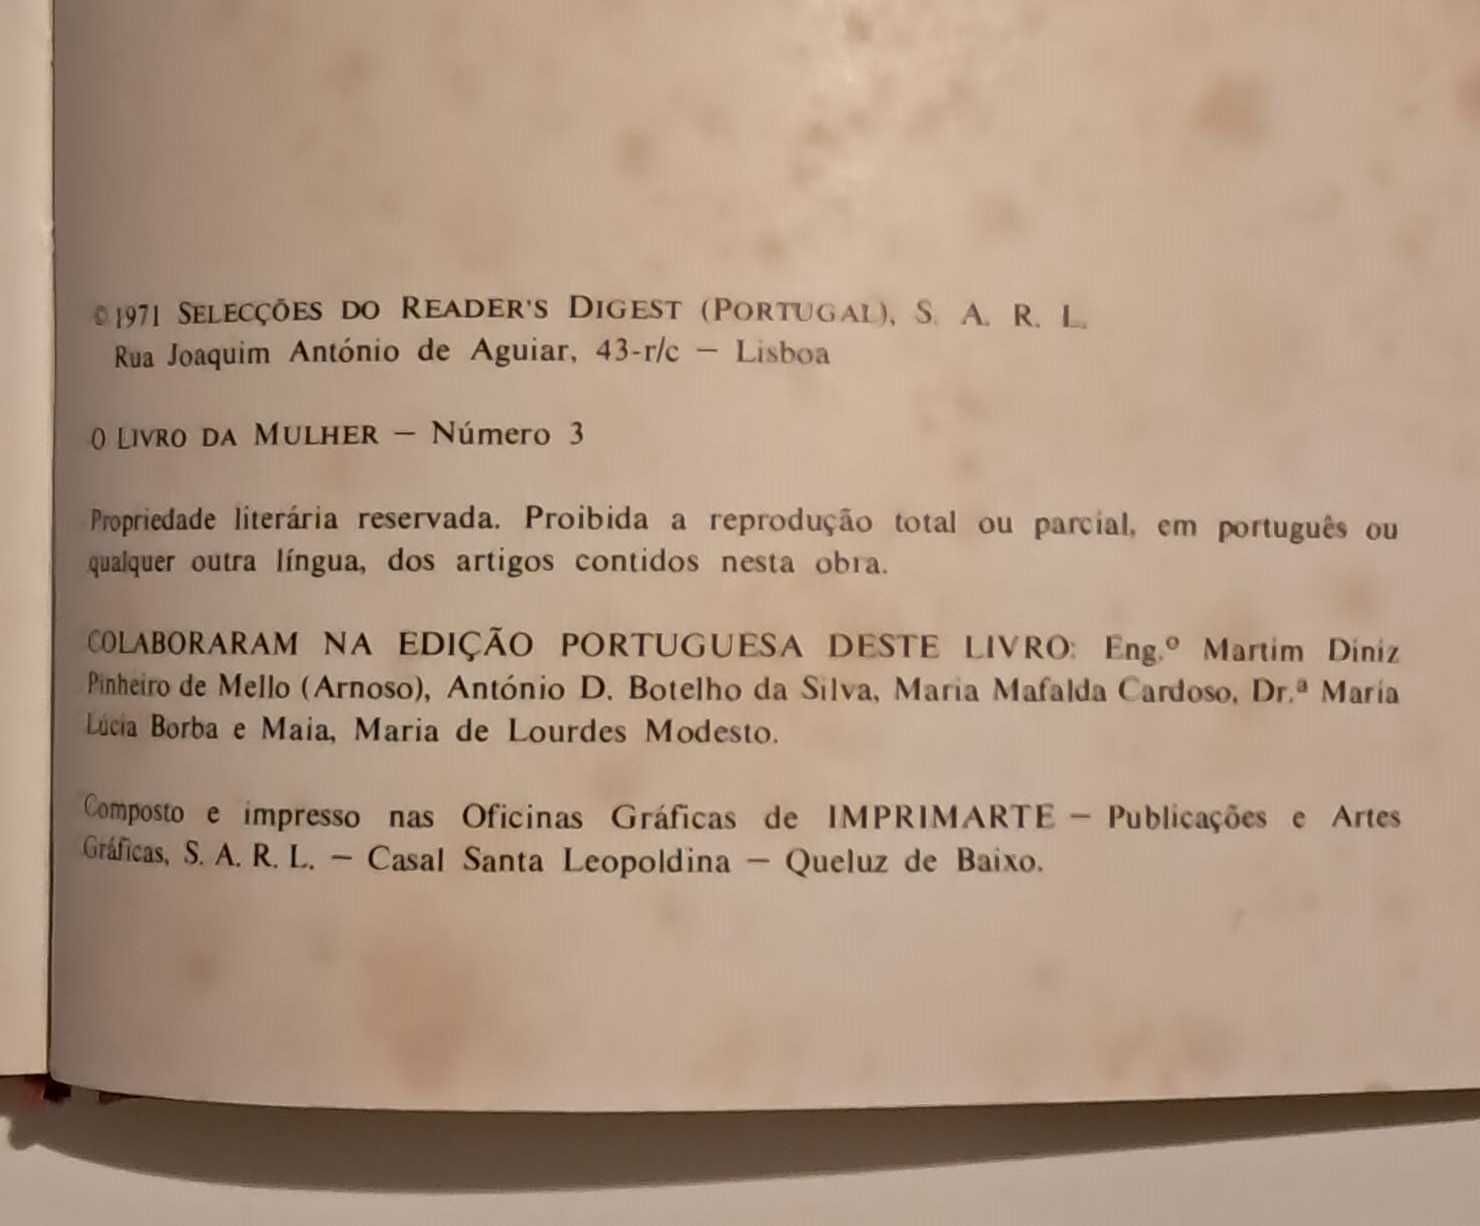 © 1971 SELECÇÕES DO READER'S DIGEST (PORTUGAL), S. A. R. L.
Rua Joaquim António de Aguiar, 43-r/c — Lisboa
O LIVRO DA MULHER — Número 3
Propriedade literária reservada. Proibida a reprodução total ou parcial, em português ou
qualquer outra língua, dos artigos contidos nesta obra.
COLABORARAM NA EDIÇÃO PORTUGUESA DESTE LIVRO: Eng.º Martim Diniz
Pinheiro de Mello (Arnoso), António D. Botelho da Silva, Maria Mafalda Cardoso, Dr.ª Maria
Lúcia Borba e Maia, Maria de Lourdes Modesto.
Composto e impresso nas Oficinas Gráficas de IMPRIMARTE — Publicações e Artes
Gráficas, S. A. R. L. — Casal Santa Leopoldina — Queluz de Baixo.